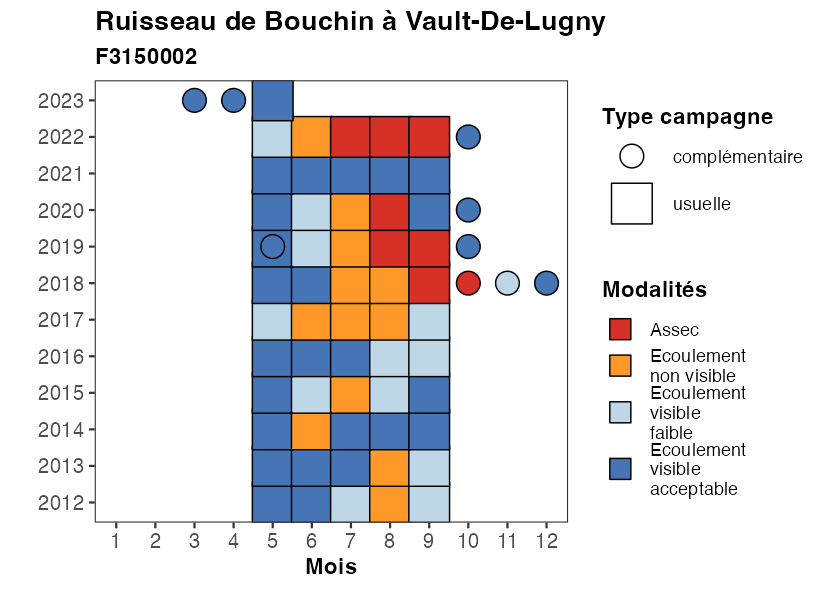 Ruisseau de Bouchin à Vault-De-Lugny
F3150002
2023
2022
2021
2020
2019
2018
2017
2016
2015
2014
2013
2012
1 2 3 4 5 6 7 8 9 10 11 12
Mois
Type campagne
complémentaire
usuelle
Modalités
Assec
Ecoulement
non visible
Ecoulement
visible
faible
Ecoulement
visible
acceptable